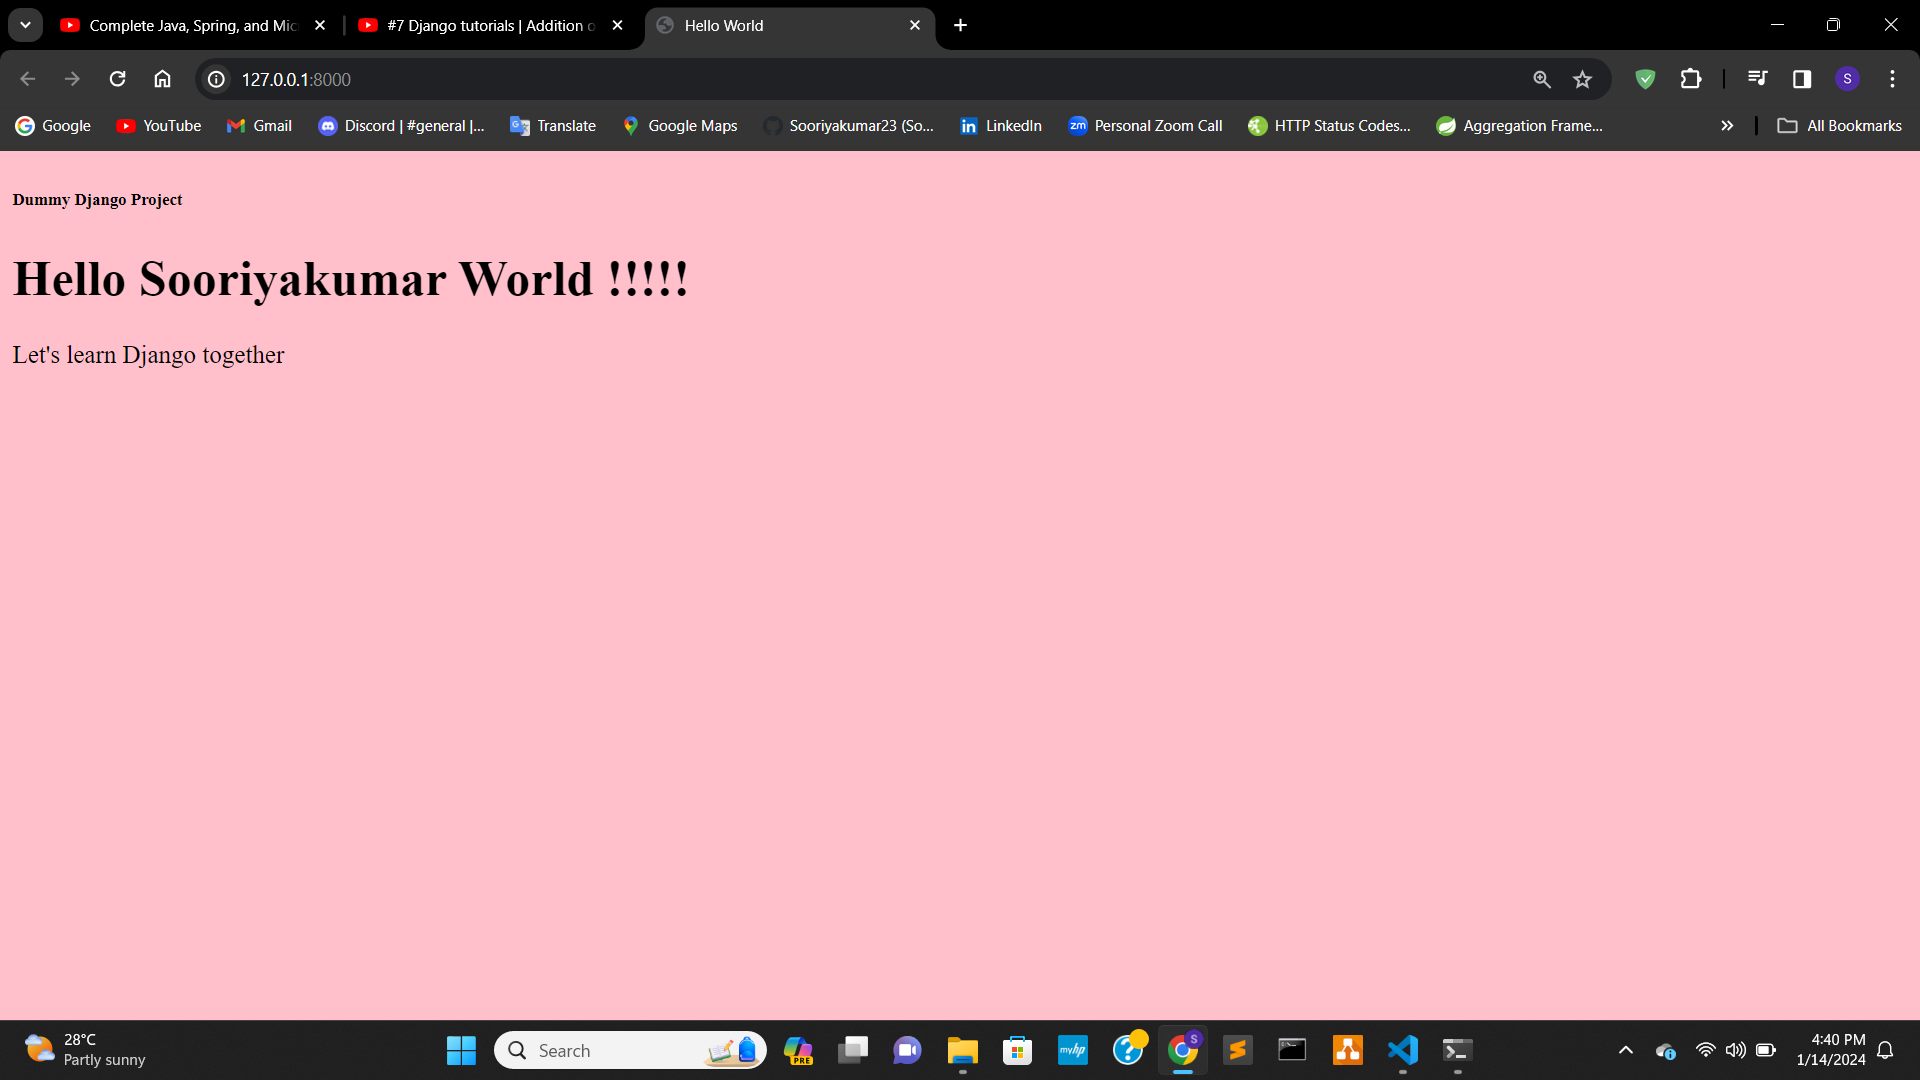 Complete Java, Spring, and Mic
#7 Django tutorials | Addition o
Hello World
127.0.0.1:8000
S
Google
YouTube
Gmail
Discord | #general |...
Translate
Google Maps
Sooriyakumar23 (So...
LinkedIn
zm Personal Zoom Call
HTTP Status Codes...
Aggregation Frame...
All Bookmarks
Dummy Django Project
Hello Sooriyakumar World !!!!!
Let's learn Django together
28°C
Partly sunny
Search
PRE
myhp
S
4:40 PM
1/14/2024